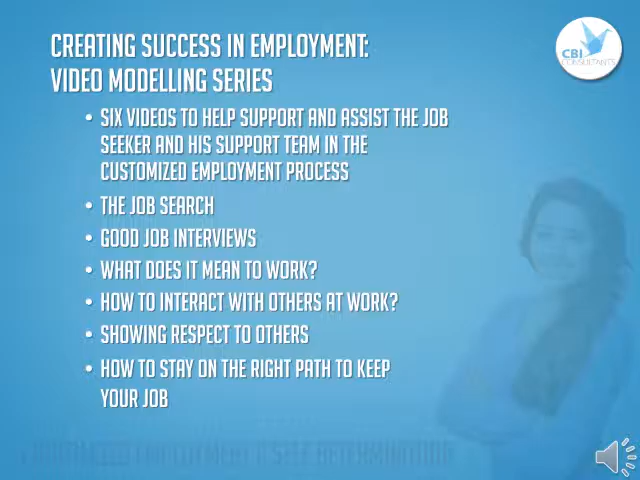 CREATING SUCCESS IN EMPLOYMENT:
VIDEO MODELLING SERIES
CBI
CONSULTANTS
• SIX VIDEOS TO HELP SUPPORT AND ASSIST THE JOB
SEEKER AND HIS SUPPORT TEAM IN THE
CUSTOMIZED EMPLOYMENT PROCESS
• THE JOB SEARCH
• GOOD JOB INTERVIEWS
• WHAT DOES IT MEAN TO WORK?
• HOW TO INTERACT WITH OTHERS AT WORK?
• SHOWING RESPECT TO OTHERS
• HOW TO STAY ON THE RIGHT PATH TO KEEP
YOUR JOB